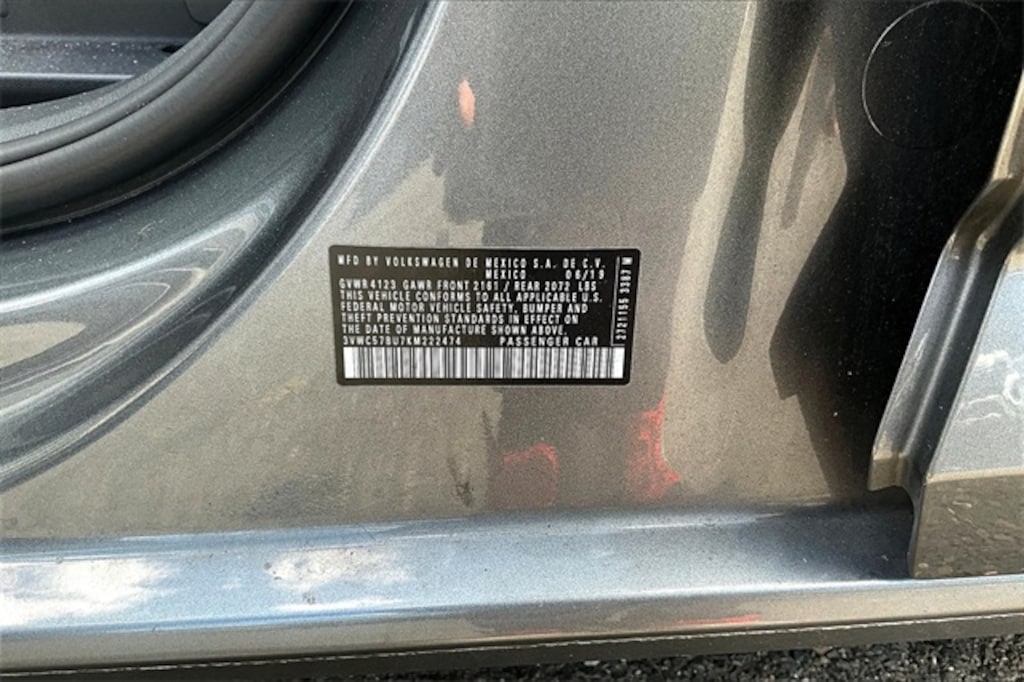 MFD BY VOLKSWAGEN DE MEXICO S.A. DE C.V.
MEXICO 06/19
GVWR 4123 GAWR FRONT 2161 / REAR 2072 LBS
THIS VEHICLE CONFORMS TO ALL APPLICABLE U.S.
FEDERAL MOTOR VEHICLE SAFETY, BUMPER AND
THEFT PREVENTION STANDARDS IN EFFECT ON
THE DATE OF MANUFACTURE SHOWN ABOVE.
3VWC57BU7KM222474 PASSENGER CAR
2721155 3367 M